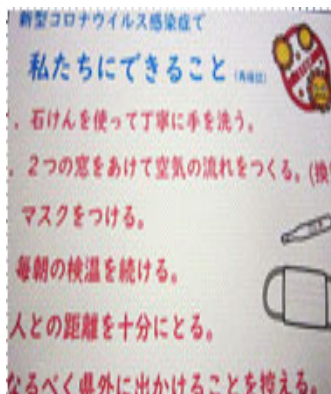 新型コロナウイルス感染症で
私たちにできること
、石けんを使って丁寧に手を洗う。
、2つの窓をあけて空気の流れをつくる。(換
マスクをつける。
毎朝の検温を続ける。
人との距離を十分にとる。
なるべく県外に出かけることを控える。